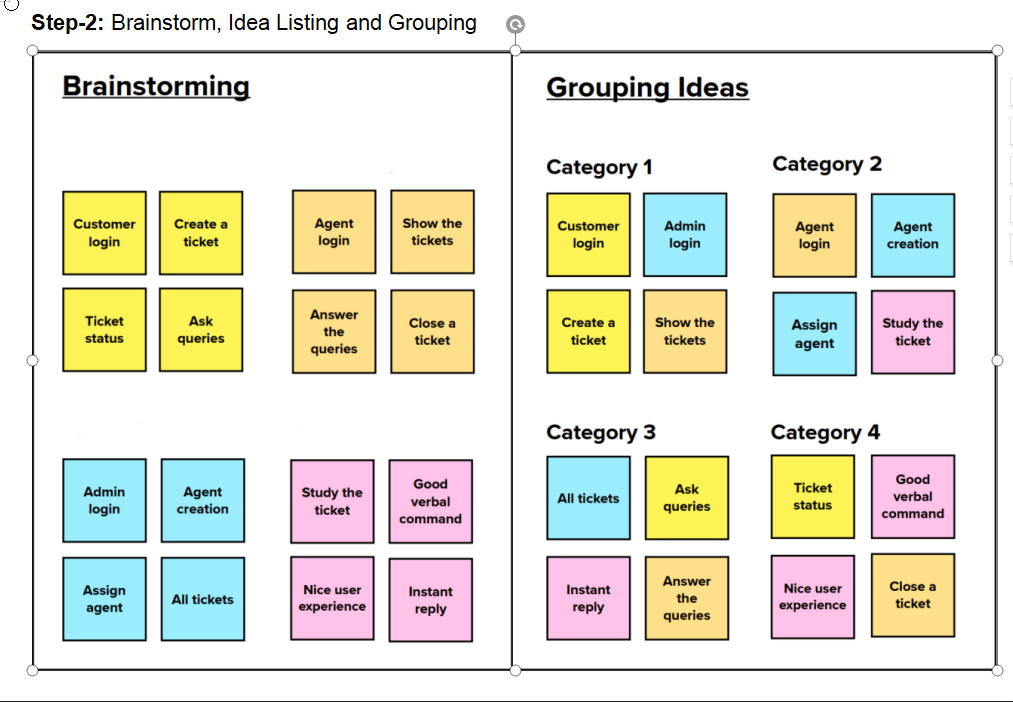 Step-2: Brainstorm, Idea Listing and Grouping
Brainstorming
Customer
login
Create a
ticket
Ticket
status
Ask
queries
Agent
login
Show the
tickets
Answer
the
queries
Close a
ticket
Admin
login
Agent
creation
Assign
agent
All tickets
Study the
ticket
Good
verbal
command
Nice user
experience
Instant
reply
Grouping Ideas
Category 1
Customer
login
Admin
login
Create a
ticket
Show the
tickets
Category 2
Agent
login
Agent
creation
Assign
agent
Study the
ticket
Category 3
All tickets
Ask
queries
Instant
reply
Answer
the
queries
Category 4
Ticket
status
Good
verbal
command
Nice user
experience
Close a
ticket